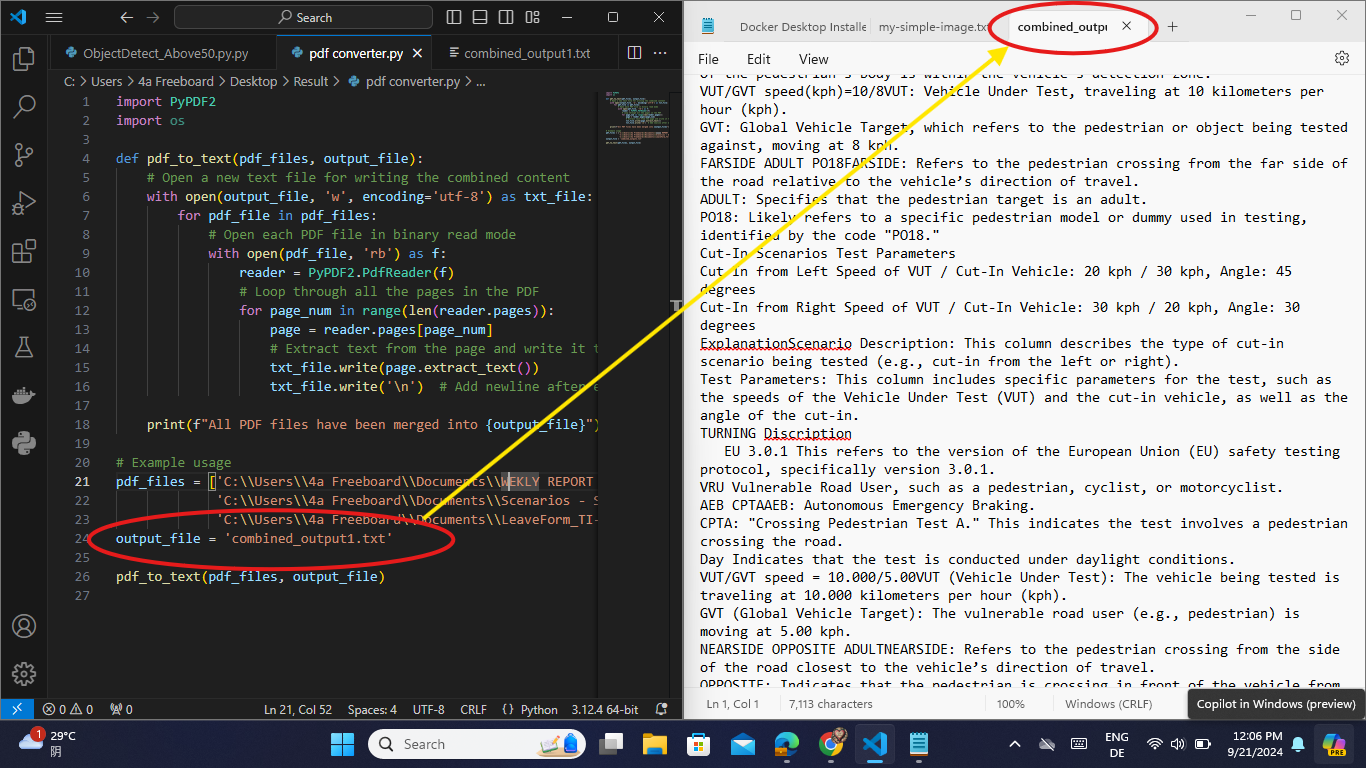 Search
ObjectDetect_Above50.py.py
pdf converter.py
combined_output1.txt
C: > Users > 4a Freeboard > Desktop > Result > pdf converter.py > ...
1 import PyPDF2
2 import os
3
4 def pdf_to_text(pdf_files, output_file):
5 # Open a new text file for writing the combined content
6 with open(output_file, 'w', encoding='utf-8') as txt_file:
7 for pdf_file in pdf_files:
8 # Open each PDF file in binary read mode
9 with open(pdf_file, 'rb') as f:
10 reader = PyPDF2.PdfReader(f)
11 # Loop through all the pages in the PDF
12 for page_num in range(len(reader.pages)):
13 page = reader.pages[page_num]
14 # Extract text from the page and write it t
15 txt_file.write(page.extract_text())
16 txt_file.write('\n') # Add newline after e
17
18 print(f"All PDF files have been merged into {output_file}")
19
20 # Example usage
21 pdf_files = ['C:\\Users\\4a Freeboard\\Documents\\WEKLY REPORT
22 'C:\\Users\\4a Freeboard\\Documents\\Scenarios - S
23 'C:\\Users\\4a Freeboard\\Documents\\LeaveForm_TI-
24 output_file = 'combined_output1.txt'
25
26 pdf_to_text(pdf_files, output_file)
27
0 0 0
Ln 21, Col 52 Spaces: 4 UTF-8 CRLF {} Python 3.12.4 64-bit
Docker Desktop Installe
my-simple-image.tx
combined_outpu
File Edit View
of the pedestrian's body is within the vehicle's detection zone.
VUT/GVT speed(kph)=10/8VUT: Vehicle Under Test, traveling at 10 kilometers per
hour (kph).
GVT: Global Vehicle Target, which refers to the pedestrian or object being tested
against, moving at 8 kph.
FARSIDE ADULT PO18FARSIDE: Refers to the pedestrian crossing from the far side of
the road relative to the vehicle’s direction of travel.
ADULT: Specifies that the pedestrian target is an adult.
PO18: Likely refers to a specific pedestrian model or dummy used in testing,
identified by the code "PO18."
Cut-In Scenarios Test Parameters
Cut-In from Left Speed of VUT / Cut-In Vehicle: 20 kph / 30 kph, Angle: 45
degrees
Cut-In from Right Speed of VUT / Cut-In Vehicle: 30 kph / 20 kph, Angle: 30
degrees
ExplanationScenario Description: This column describes the type of cut-in
scenario being tested (e.g., cut-in from the left or right).
Test Parameters: This column includes specific parameters for the test, such as
the speeds of the Vehicle Under Test (VUT) and the cut-in vehicle, as well as the
angle of the cut-in.
TURNING Discription
EU 3.0.1 This refers to the version of the European Union (EU) safety testing
protocol, specifically version 3.0.1.
VRU Vulnerable Road User, such as a pedestrian, cyclist, or motorcyclist.
AEB CPTAAEB: Autonomous Emergency Braking.
CPTA: "Crossing Pedestrian Test A." This indicates the test involves a pedestrian
crossing the road.
Day Indicates that the test is conducted under daylight conditions.
VUT/GVT speed = 10.000/5.00VUT (Vehicle Under Test): The vehicle being tested is
traveling at 10.000 kilometers per hour (kph).
GVT (Global Vehicle Target): The vulnerable road user (e.g., pedestrian) is
moving at 5.00 kph.
NEARSIDE OPPOSITE ADULTNEARSIDE: Refers to the pedestrian crossing from the side
of the road closest to the vehicle’s direction of travel.
OPPOSITE: Indicates that the pedestrian is crossing in front of the vehicle from
Ln 1, Col 1 7,113 characters 100% Windows (CRLF)
Copilot in Windows (preview)
1
29°C
阴
Search
PRE
ENG
DE
12:06 PM
9/21/2024